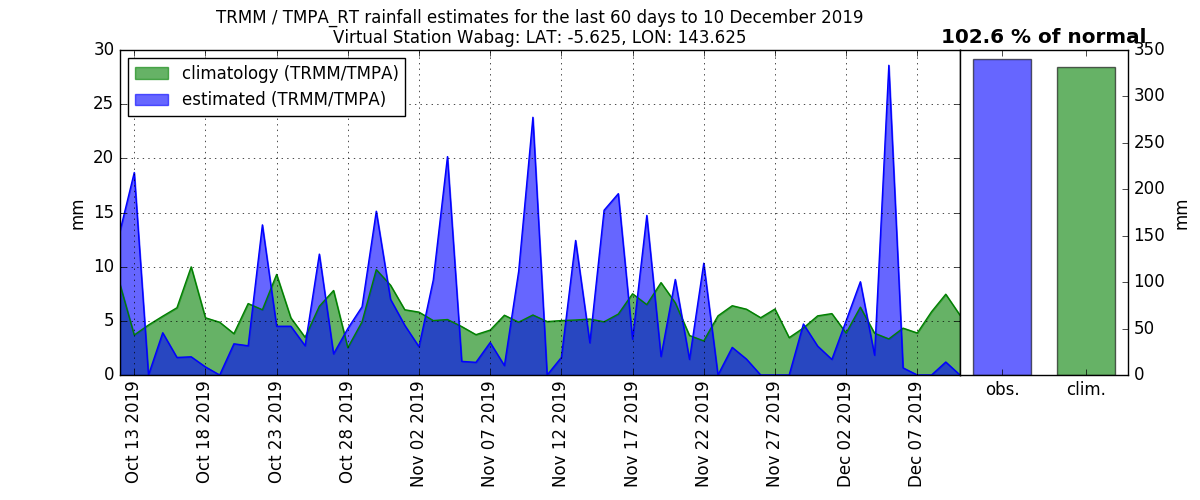 TRMM / TMPA_RT rainfall estimates for the last 60 days to 10 December 2019
Virtual Station Wabag: LAT: -5.625, LON: 143.625
102.6 % of normal
climatology (TRMM/TMPA)
estimated (TRMM/TMPA)
30
25
20
15
10
5
0
mm
Oct 13 2019
Oct 18 2019
Oct 23 2019
Oct 28 2019
Nov 02 2019
Nov 07 2019
Nov 12 2019
Nov 17 2019
Nov 22 2019
Nov 27 2019
Dec 02 2019
Dec 07 2019
obs.
clim.
350
300
250
200
150
100
50
0
mm